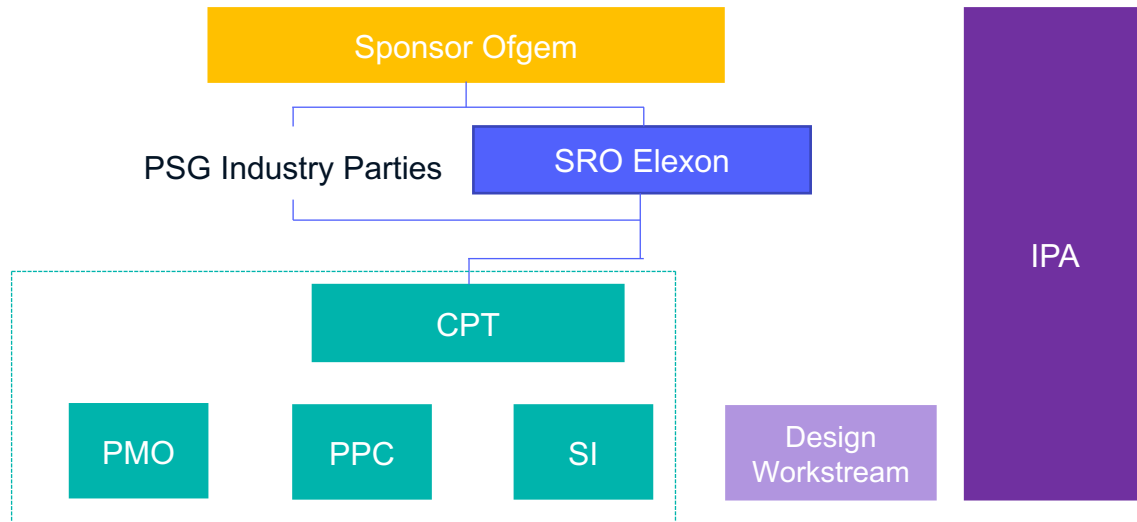 Sponsor Ofgem
PSG Industry Parties
SRO Elexon
IPA
CPT
PMO
PPC
SI
Design
Workstream